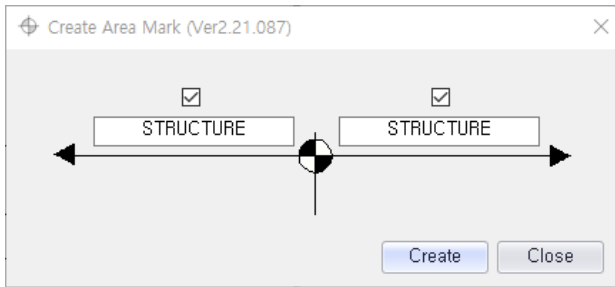 Create Area Mark (Ver2.21.087)
STRUCTURE STRUCTURE
Create Close